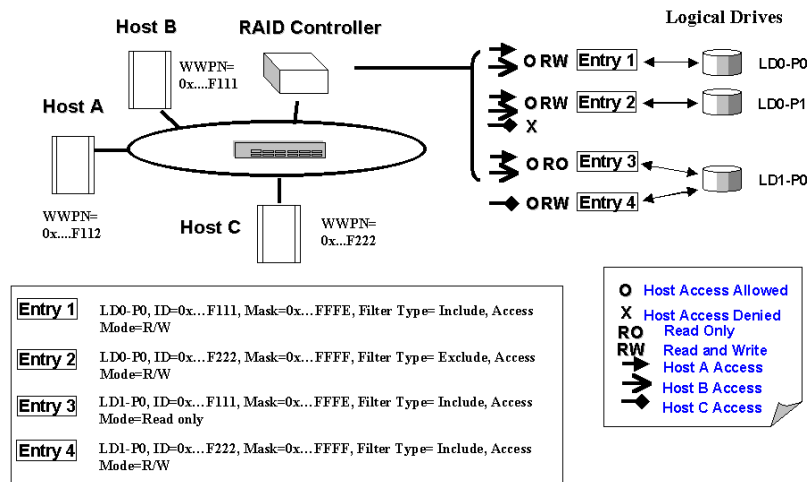 Logical Drives
Host B
RAID Controller
WWPN=
0x....F111
Host A
WWPN=
0x....F112
Host C
WWPN=
0x...F222
O RW Entry 1
LD0-P0
O RW Entry 2
LD0-P1
X
O RO Entry 3
LD1-P0
O RW Entry 4
Entry 1 LD0-P0, ID=0x...F111, Mask=0x...FFFE, Filter Type= Include, Access
Mode=R/W
Entry 2 LD0-P0, ID=0x...F222, Mask=0x...FFFF, Filter Type= Exclude, Access
Mode=R/W
Entry 3 LD1-P0, ID=0x...F111, Mask=0x...FFFE, Filter Type= Include, Access
Mode=Read only
Entry 4 LD1-P0, ID=0x...F222, Mask=0x...FFFF, Filter Type= Include, Access
Mode=R/W
O Host Access Allowed
X Host Access Denied
RO Read Only
RW Read and Write
Host A Access
Host B Access
Host C Access